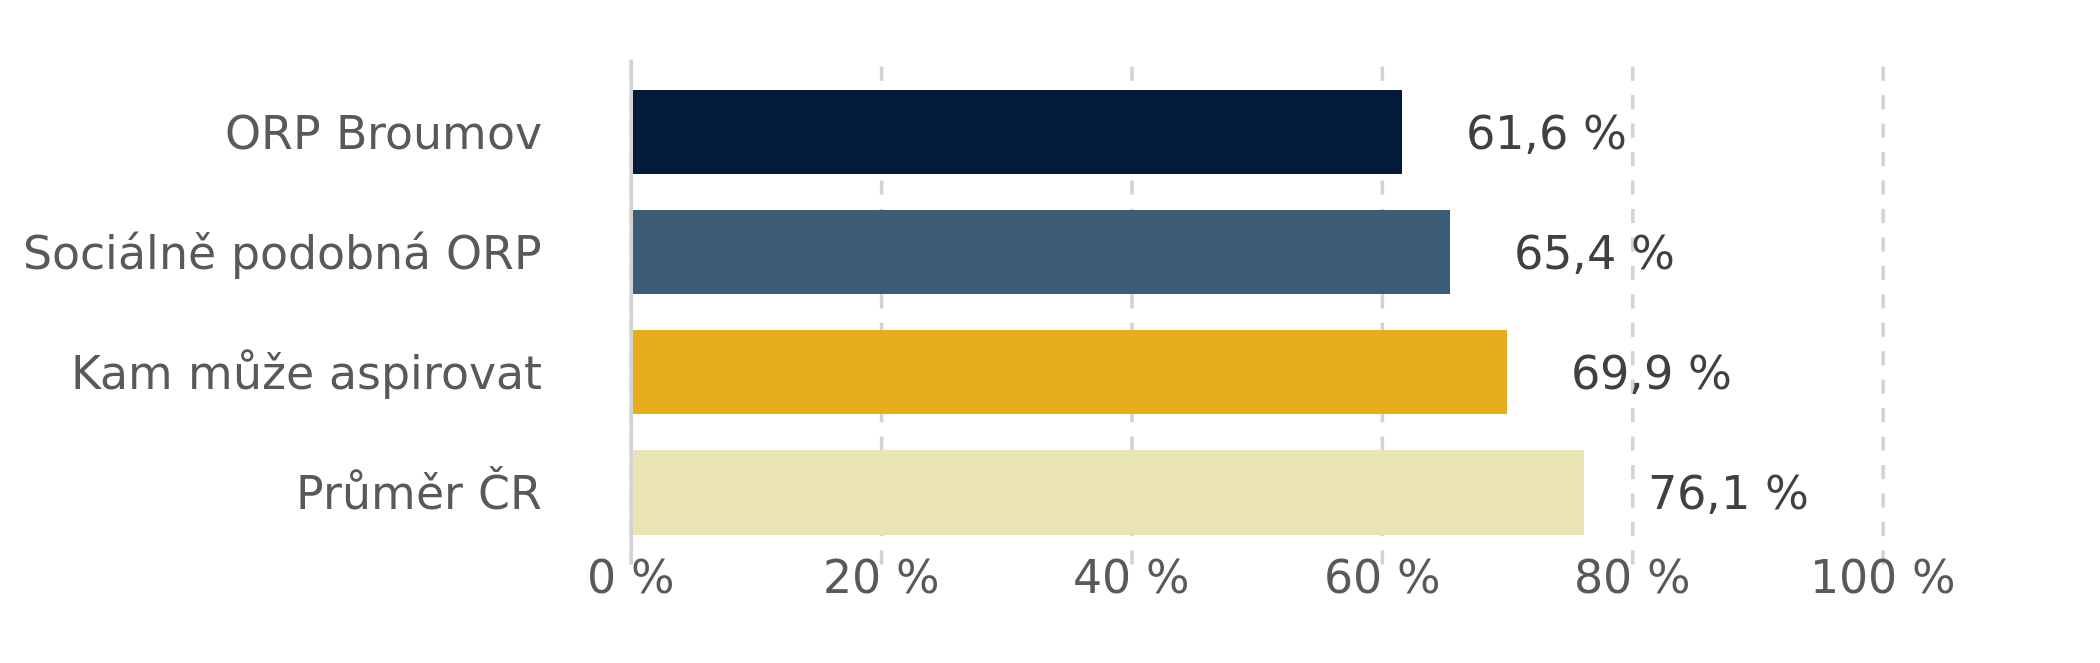 ORP Broumov 61,6 %
Sociálně podobná ORP 65,4 %
Kam může aspirovat 69,9 %
Průměr ČR 76,1 %
0 % 20 % 40 % 60 % 80 % 100 %